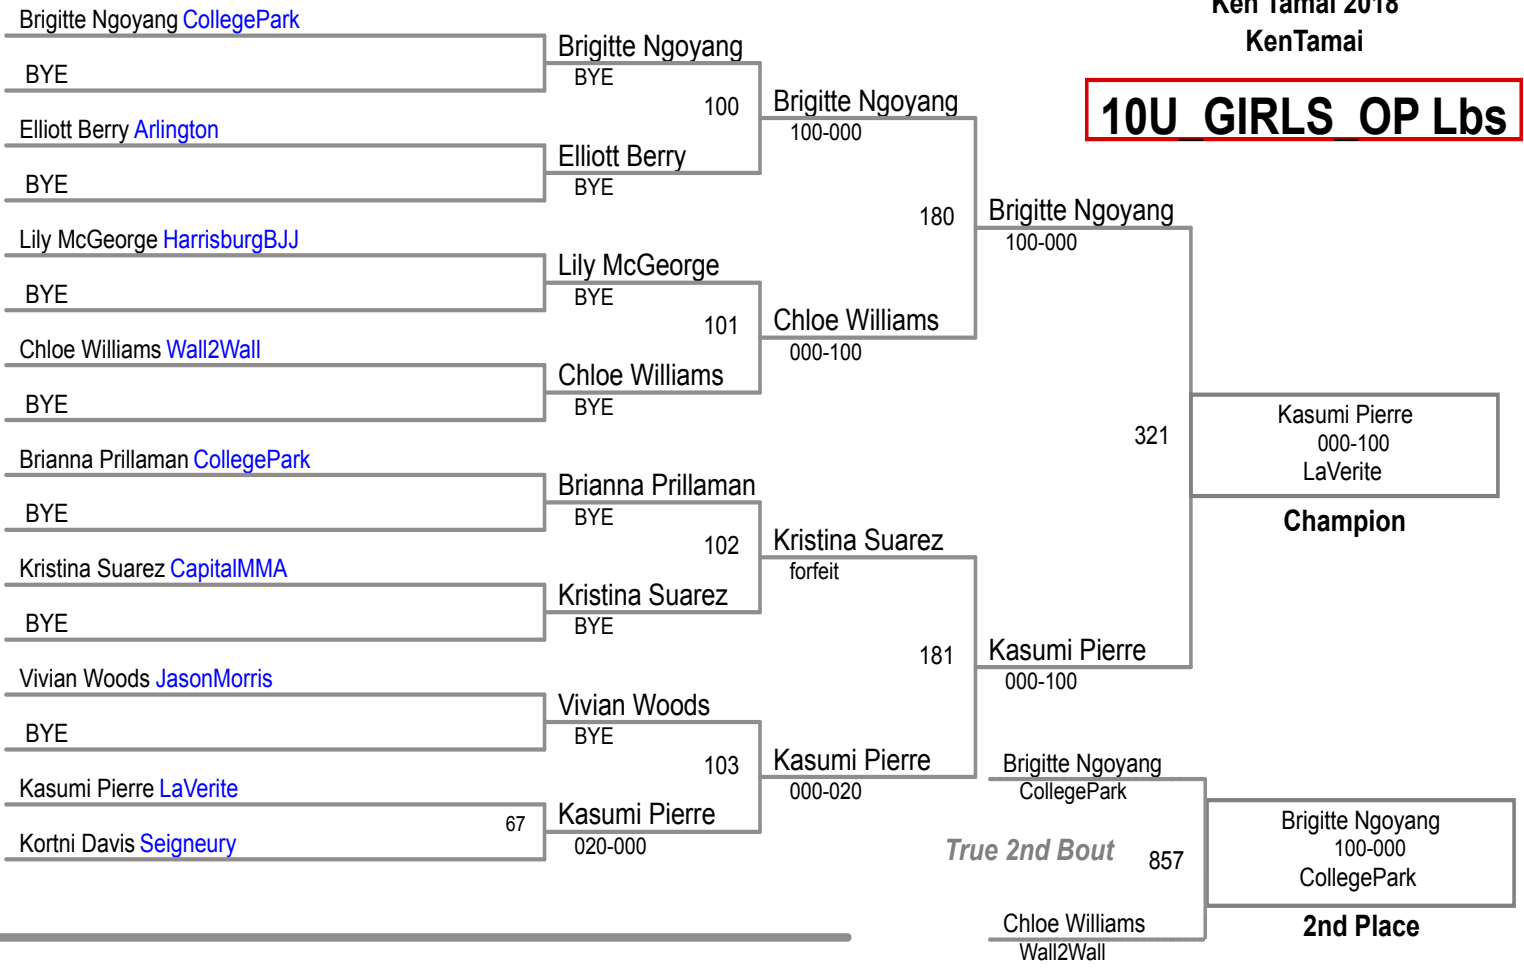 Ken Tamai 2018
KenTamai
10U_GIRLS_OP Lbs
Brigitte Ngoyang CollegePark
BYE
Elliott Berry Arlington
BYE
Lily McGeorge HarrisburgBJJ
BYE
Chloe Williams Wall2Wall
BYE
Brianna Prillaman CollegePark
BYE
Kristina Suarez CapitalMMA
BYE
Vivian Woods JasonMorris
BYE
Kasumi Pierre LaVerite
67
Kortni Davis Seigneury
Brigitte Ngoyang
BYE
100
Elliott Berry
BYE
Lily McGeorge
BYE
101
Chloe Williams
BYE
Brianna Prillaman
BYE
102
Kristina Suarez
BYE
Vivian Woods
BYE
103
Kasumi Pierre
020-000
Brigitte Ngoyang
100-000
180
Chloe Williams
000-100
Kristina Suarez
forfeit
181
Kasumi Pierre
000-020
Brigitte Ngoyang
100-000
321
Kasumi Pierre
000-100
Kasumi Pierre
000-100
LaVerite
Champion
Brigitte Ngoyang
CollegePark
True 2nd Bout
857
Chloe Williams
Wall2Wall
Brigitte Ngoyang
100-000
CollegePark
2nd Place